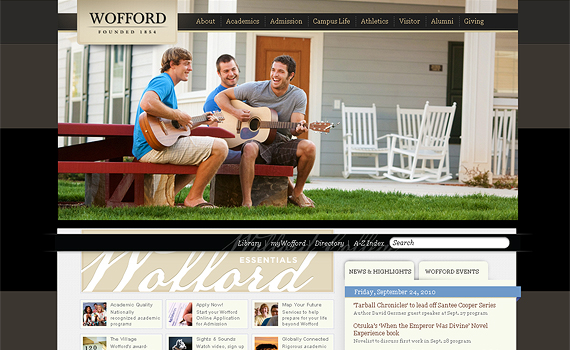 WOFFORD
FOUNDED 1854
About Academics Admission Campus Life Athletics Visitor Alumni Giving
Library myWofford Directory A-Z Index Search
ESSENTIALS
Wofford
NEWS & HIGHLIGHTS WOFFORD EVENTS
Friday, September 24, 2010
'Tarball Chronicles' to lead off Santee Cooper Series
Author David Gessner guest speaker at Sept. 27 program
Otsuka's 'When the Emperor Was Divine' Novel
Experience book
Novelist to discuss first work in Sept. 28 program
Academic Quality
Nationally
recognized academic
programs
Apply Now!
Start your Wofford
Online Application
for Admission
Map Your Future
Services to help
prepare for your life
beyond Wofford
The Village
Wofford's award-
Sights & Sounds
Watch video, sign up
Globally Connected
Rigorous academic